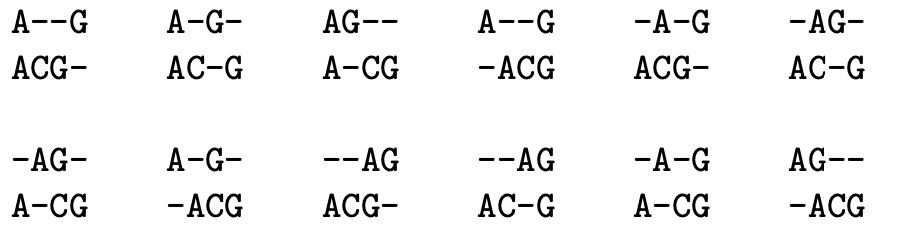 A--G A-G- AG-- A--G -A-G -AG-
ACG- AC-G A-CG -ACG ACG- AC-G
-AG- A-G- --AG --AG -A-G AG--
A-CG -ACG ACG- AC-G A-CG -ACG